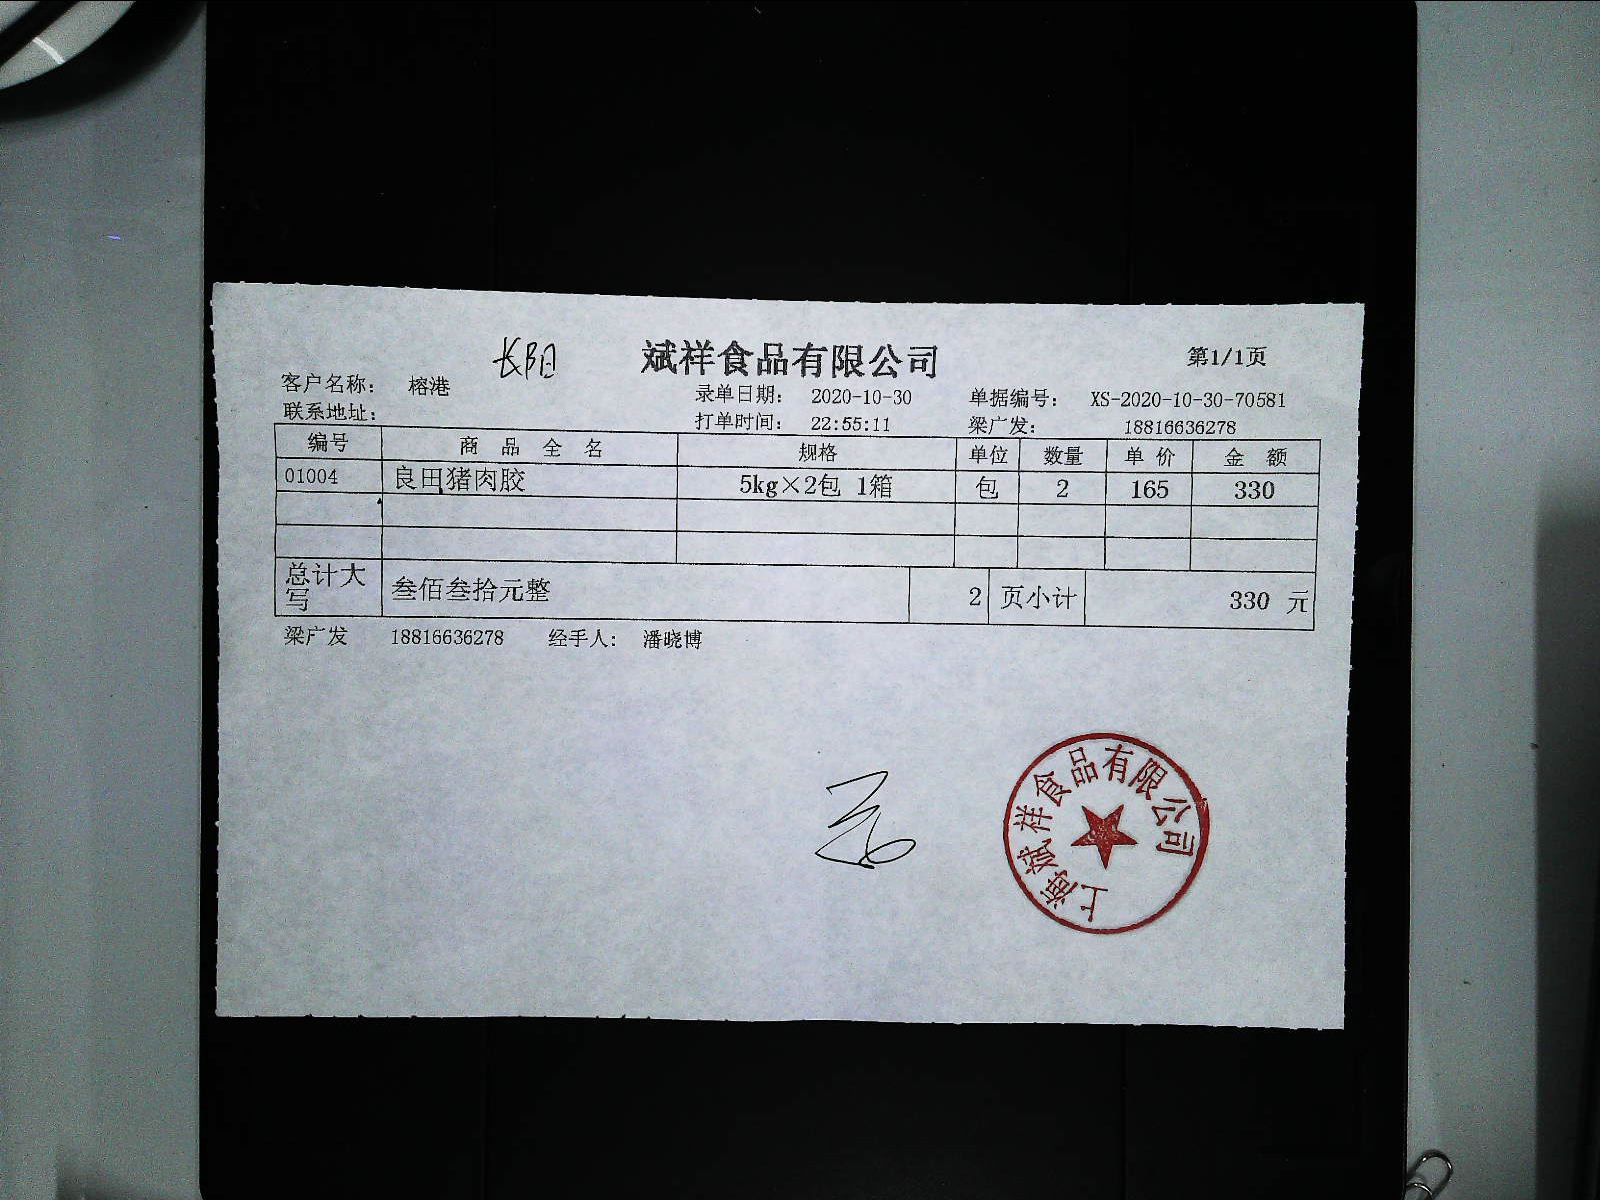 长阳
斌祥食品有限公司
第1/1页
客户名称： 榕港
录单日期： 2020-10-30
单据编号： XS-2020-10-30-70581
联系地址：
打单时间： 22:55:11
梁广发： 18816636278
编号 商 品 全 名 规格 单位 数量 单 价 金 额
01004 良田猪肉胶 5kg×2包 1箱 包 2 165 330
总计大写 叁佰叁拾元整 2 页小计 330 元
梁广发 18816636278 经手人： 潘晓博
上海斌祥食品有限公司